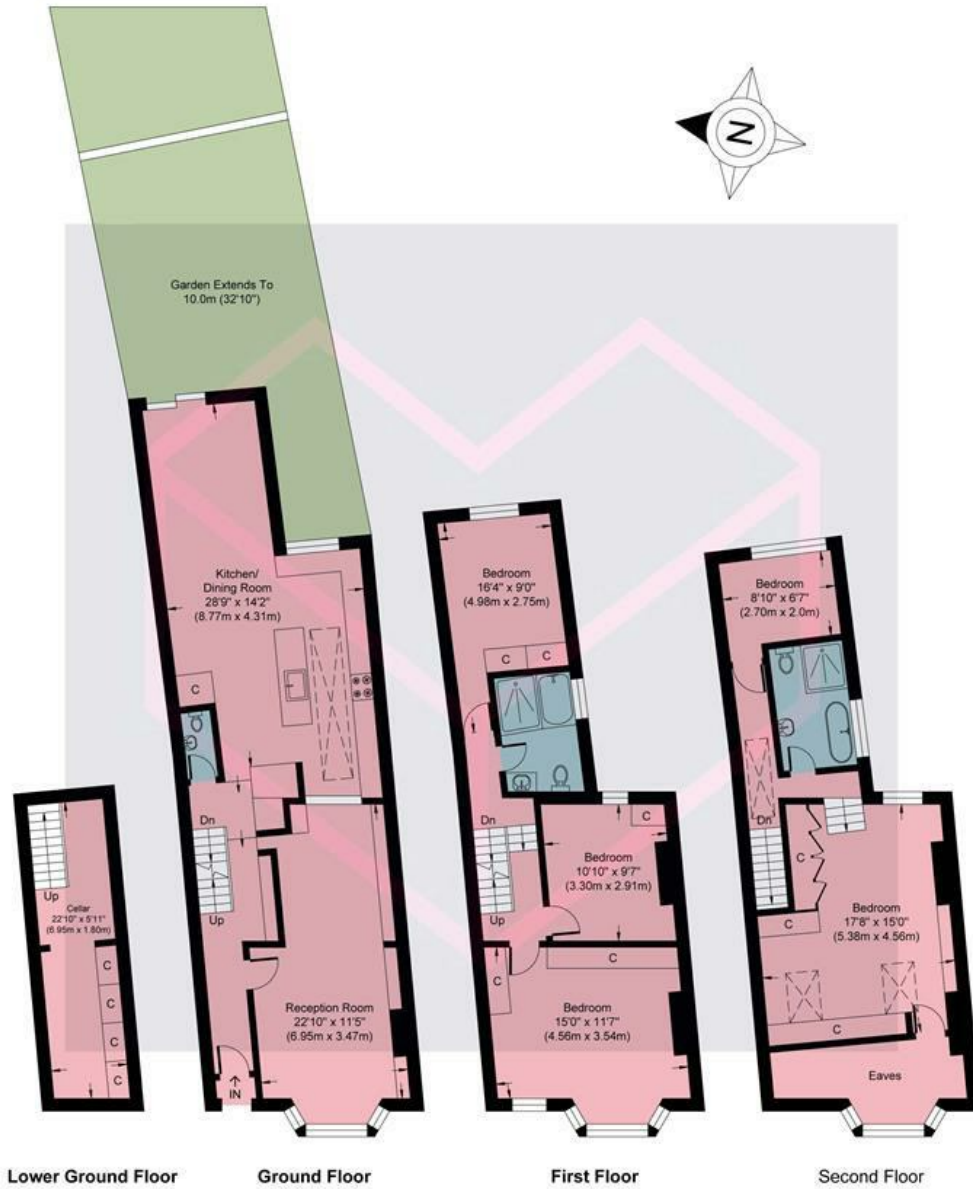 N
Garden Extends To
10.0m (32'10")
Kitchen/
Dining Room
28'9" x 14'2"
(8.77m x 4.31m)
C
Dn
Up
Reception Room
22'10" x 11'5"
(6.95m x 3.47m)
IN
Up
Cellar
22'10" x 5'11"
(6.95m x 1.80m)
C
C
C
C
Bedroom
16'4" x 9'0"
(4.98m x 2.75m)
C
C
Dn
Up
C
Bedroom
10'10" x 9'7"
(3.30m x 2.91m)
C
C
Bedroom
15'0" x 11'7"
(4.56m x 3.54m)
Bedroom
8'10" x 6'7"
(2.70m x 2.0m)
Dn
C
C
Bedroom
17'8" x 15'0"
(5.38m x 4.56m)
C
Eaves
Lower Ground Floor
Ground Floor
First Floor
Second Floor